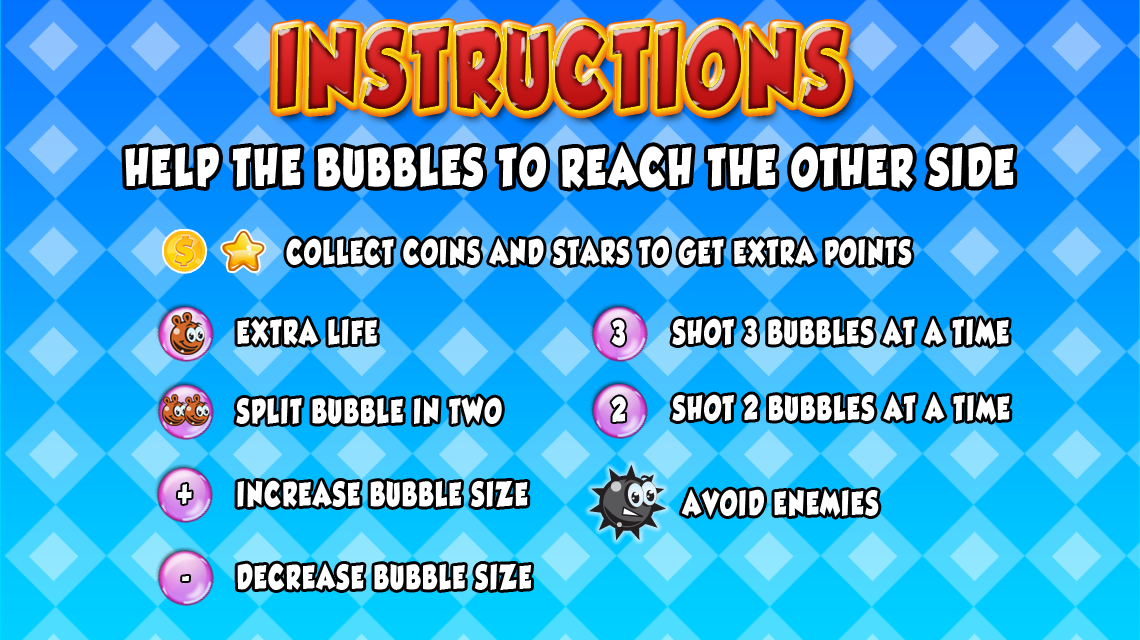 INSTRUCTIONS
HELP THE BUBBLES TO REACH THE OTHER SIDE
$ COLLECT COINS AND STARS TO GET EXTRA POINTS
EXTRA LIFE
3 SHOT 3 BUBBLES AT A TIME
SPLIT BUBBLE IN TWO
2 SHOT 2 BUBBLES AT A TIME
+ INCREASE BUBBLE SIZE
AVOID ENEMIES
- DECREASE BUBBLE SIZE